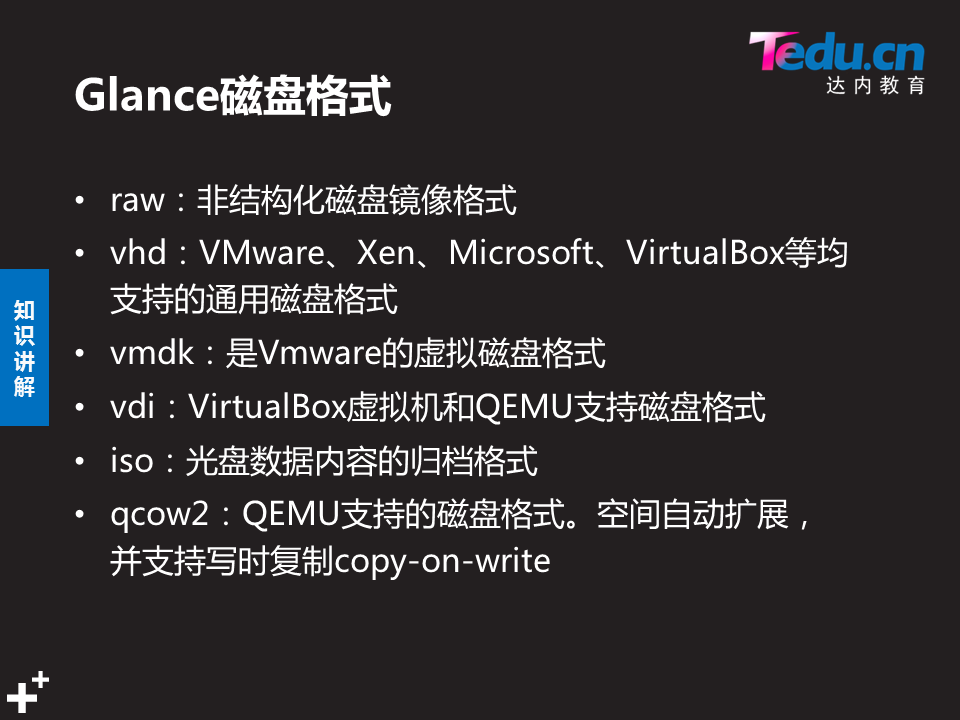 Tedu.cn
达内教育
Glance磁盘格式
• raw：非结构化磁盘镜像格式
• vhd：VMware、Xen、Microsoft、VirtualBox等均
支持的通用磁盘格式
• vmdk：是Vmware的虚拟磁盘格式
• vdi：VirtualBox虚拟机和QEMU支持磁盘格式
• iso：光盘数据内容的归档格式
• qcow2：QEMU支持的磁盘格式。空间自动扩展，
并支持写时复制copy-on-write
知
识
讲
解